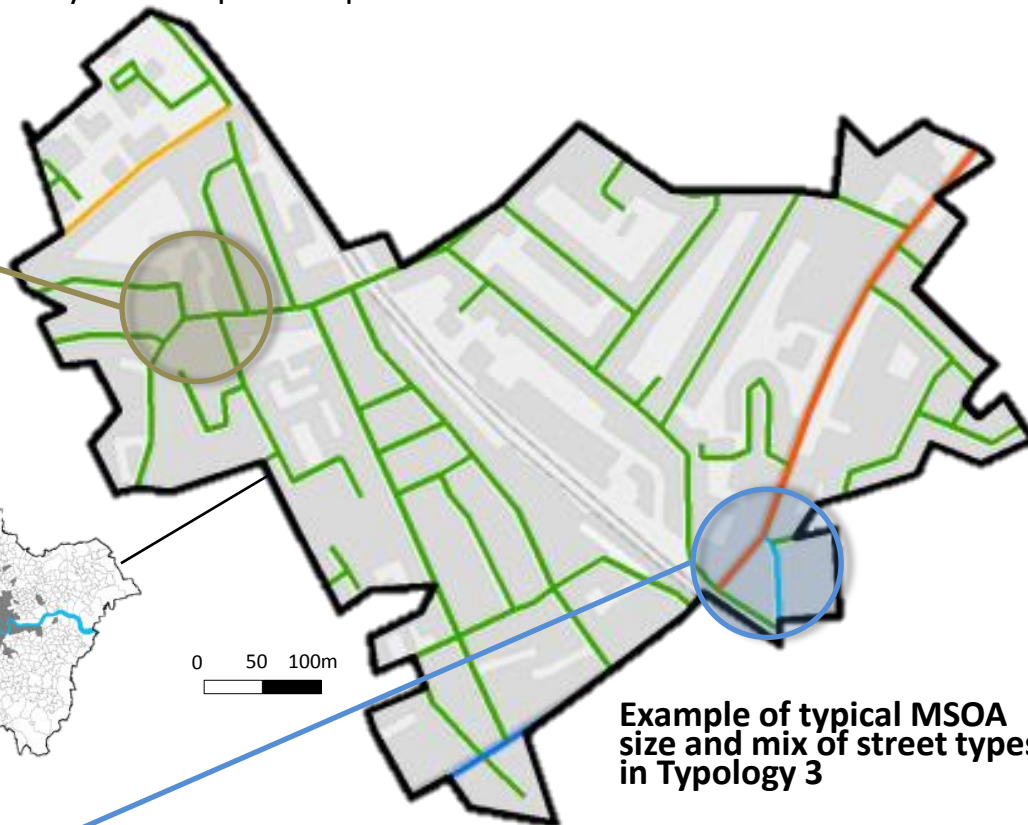 0 50 100m
Example of typical MSOA
size and mix of street types
in Typology 3